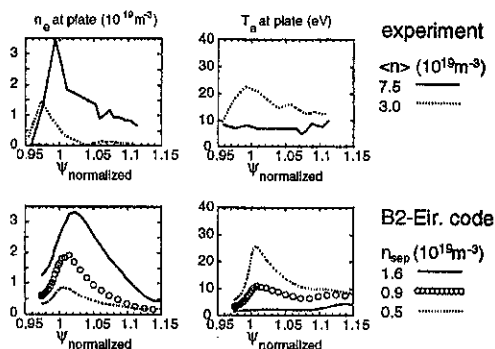 n_e at plate (10^19 m^-3)
T_e at plate (eV)
experiment
<n> (10^19 m^-3)
7.5
3.0
3
2
1
0
0.95 1 1.05 1.1 1.15
Ψ_normalized
40
30
20
10
0
0.95 1 1.05 1.1 1.15
Ψ_normalized
B2-Eir. code
n_sep (10^19 m^-3)
1.6
0.9
0.5
3
2
1
0
0.95 1 1.05 1.1 1.15
Ψ_normalized
40
30
20
10
0
0.95 1 1.05 1.1 1.15
Ψ_normalized